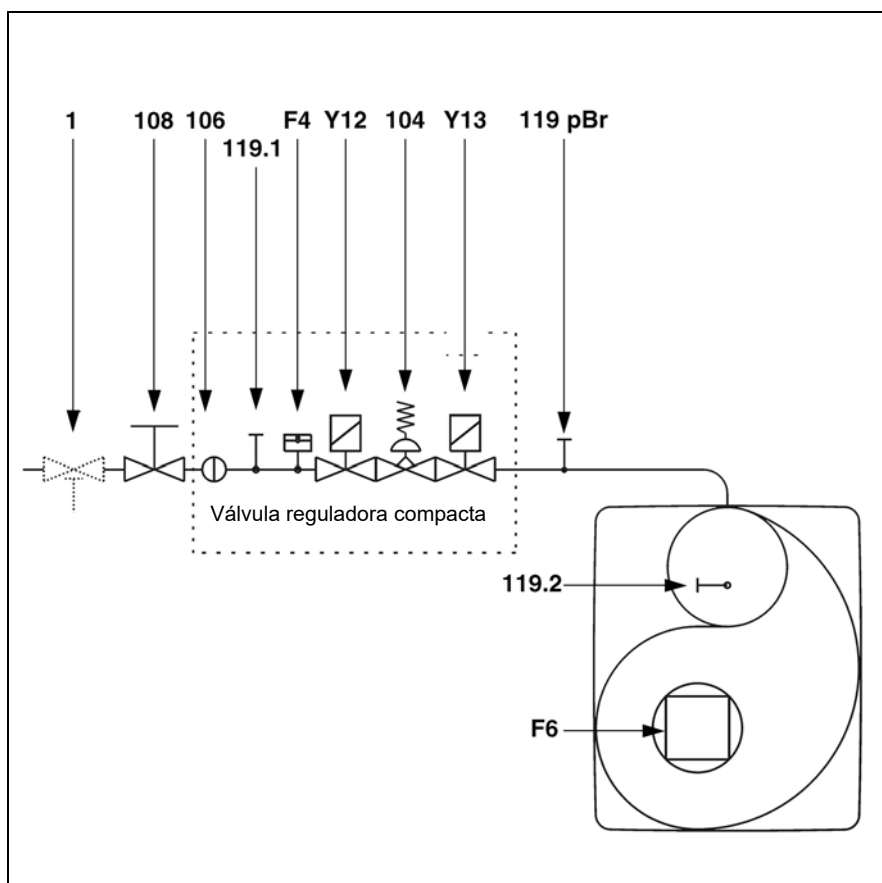 1 108 106 F4 Y12 104 Y13 119 pBr
119.1
Válvula reguladora compacta
119.2
F6